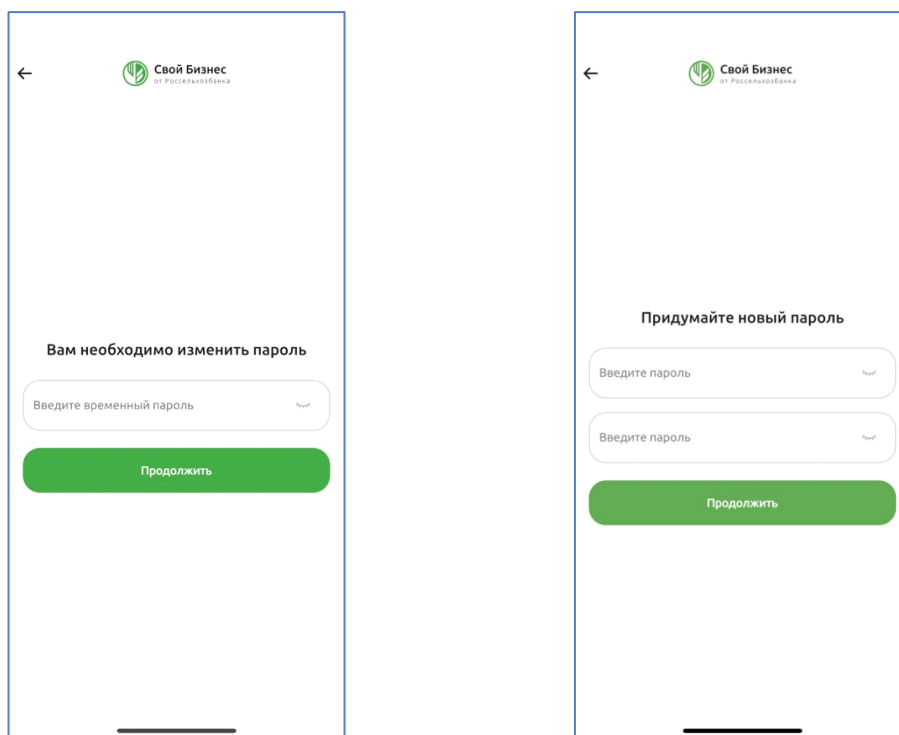 Свой Бизнес
от Россельхозбанка
Вам необходимо изменить пароль
Введите временный пароль
Продолжить
Свой Бизнес
от Россельхозбанка
Придумайте новый пароль
Введите пароль
Введите пароль
Продолжить